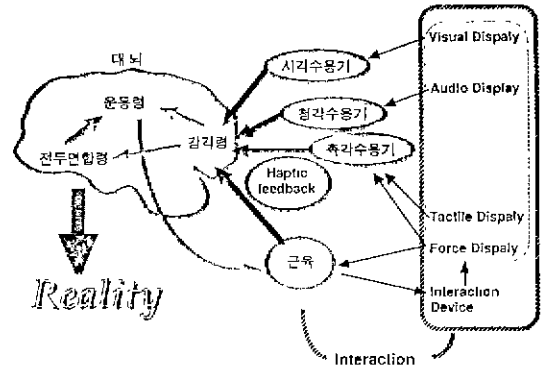 대뇌
운동령
전두연합령
감각령
시각수용기
청각수용기
촉각수용기
Haptic
feedback
근육
Reality
Visual Dispaly
Audio Display
Tactile Dispaly
Force Dispaly
Interaction
Device
Interaction